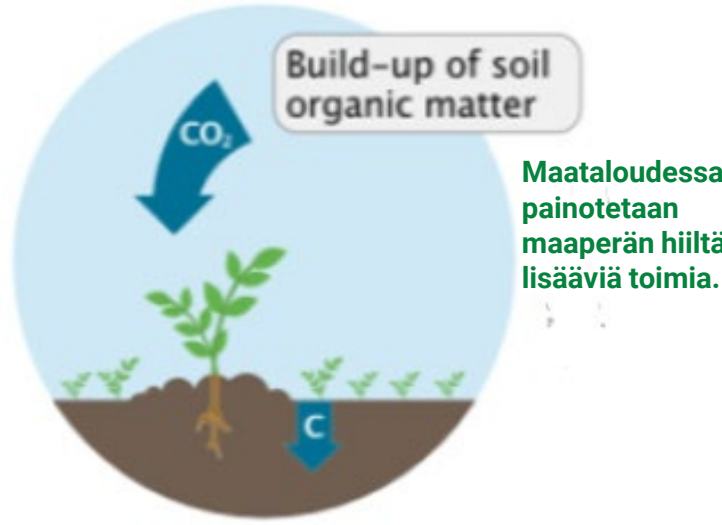 Build-up of soil
organic matter
CO₂
Maataloudessa
painotetaan
maaperän hiiltä
lisääviä toimia.
C